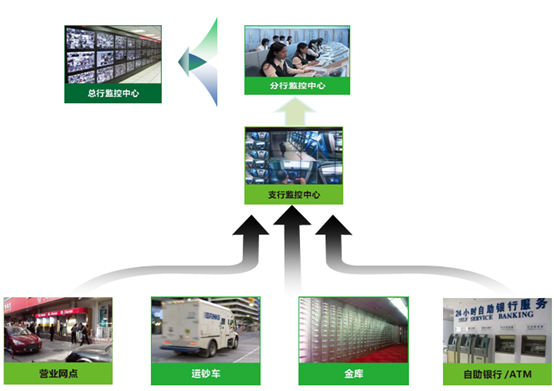 总行监控中心
分行监控中心
支行监控中心
24小时自助银行服务
SELF SERVICE BANKING
BRINKS
营业网点
运钞车
金库
自助银行/ATM